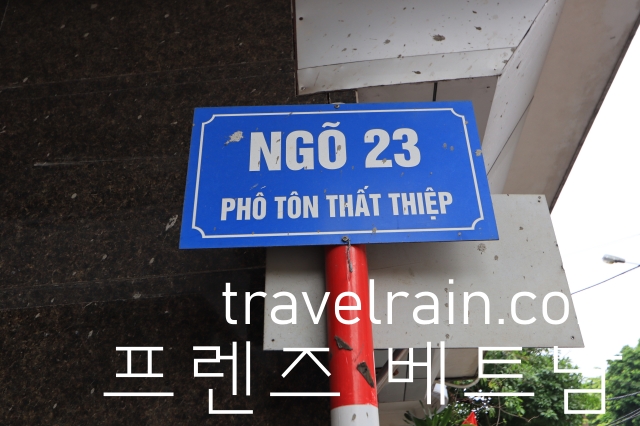 NGÕ 23
PHỐ TÔN THẤT THIỆP
travelrain.co
프렌즈 베트남